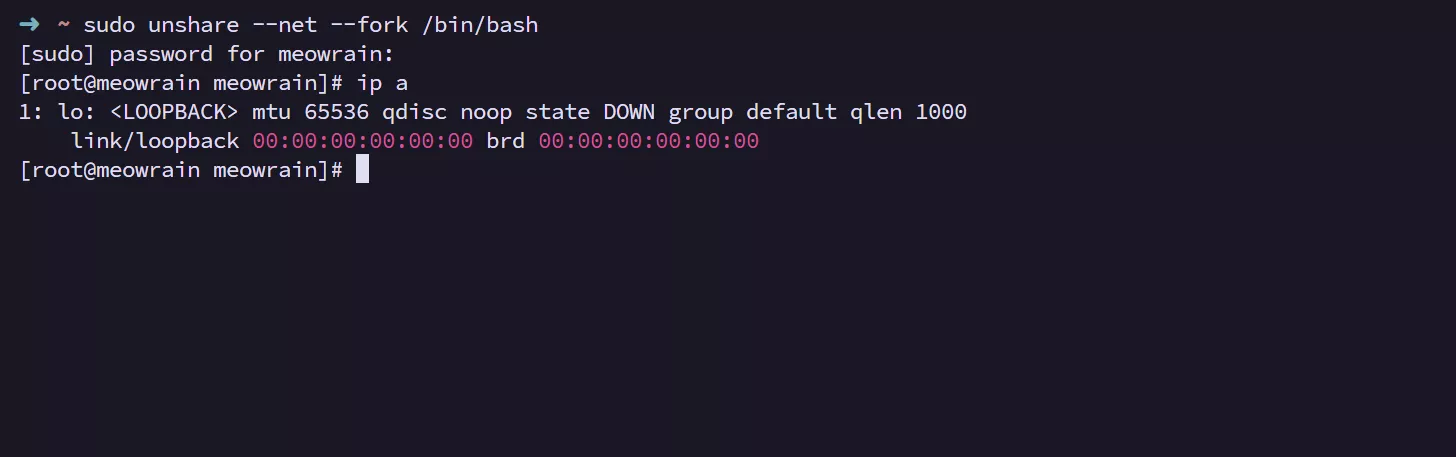 ➜ ~ sudo unshare --net --fork /bin/bash
[sudo] password for meowrain:
[root@meowrain meowrain]# ip a
1: lo: <LOOPBACK> mtu 65536 qdisc noop state DOWN group default qlen 1000
    link/loopback 00:00:00:00:00:00 brd 00:00:00:00:00:00
[root@meowrain meowrain]#